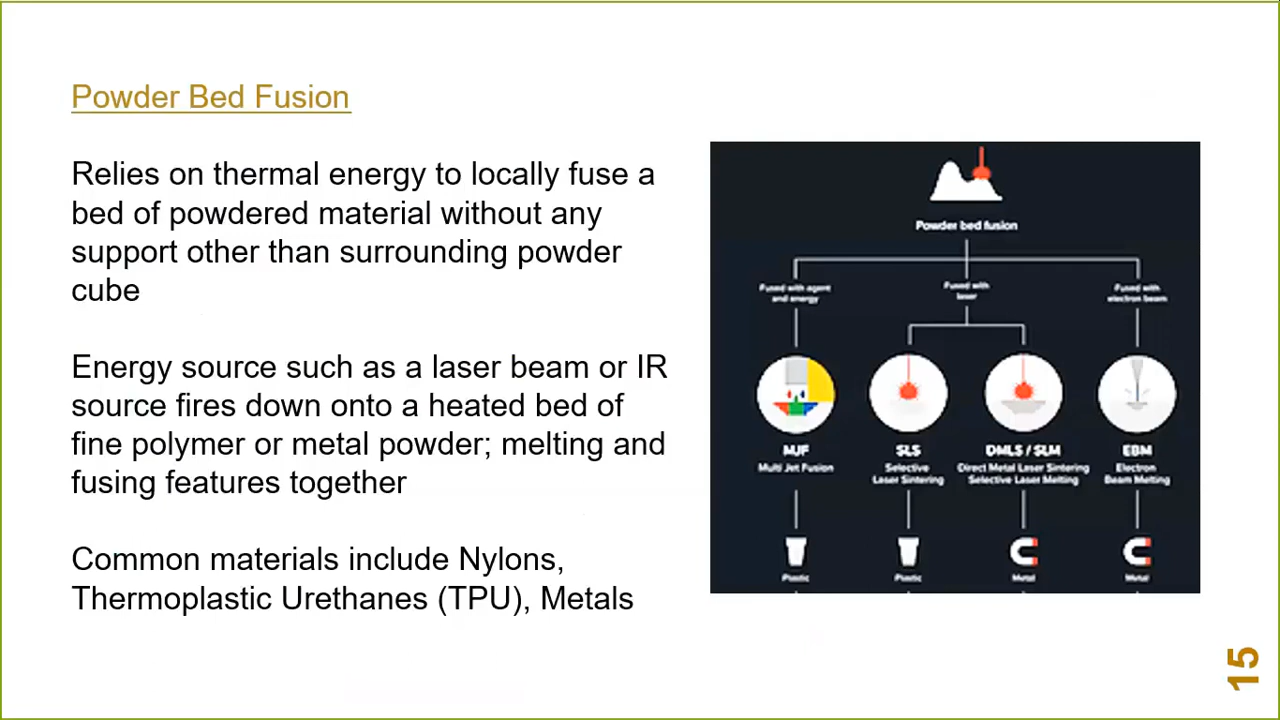 Powder Bed Fusion
Relies on thermal energy to locally fuse a
bed of powdered material without any
support other than surrounding powder
cube
Energy source such as a laser beam or IR
source fires down onto a heated bed of
fine polymer or metal powder; melting and
fusing features together
Common materials include Nylons,
Thermoplastic Urethanes (TPU), Metals
Powder bed fusion
Fused with agent
and energy
Fused with
laser
Fused with
electron beam
MJF
Multi Jet Fusion
SLS
Selective
Laser Sintering
DMLS / SLM
Direct Metal Laser Sintering
Selective Laser Melting
EBM
Electron
Beam Melting
Plastic
Plastic
Metal
Metal
15